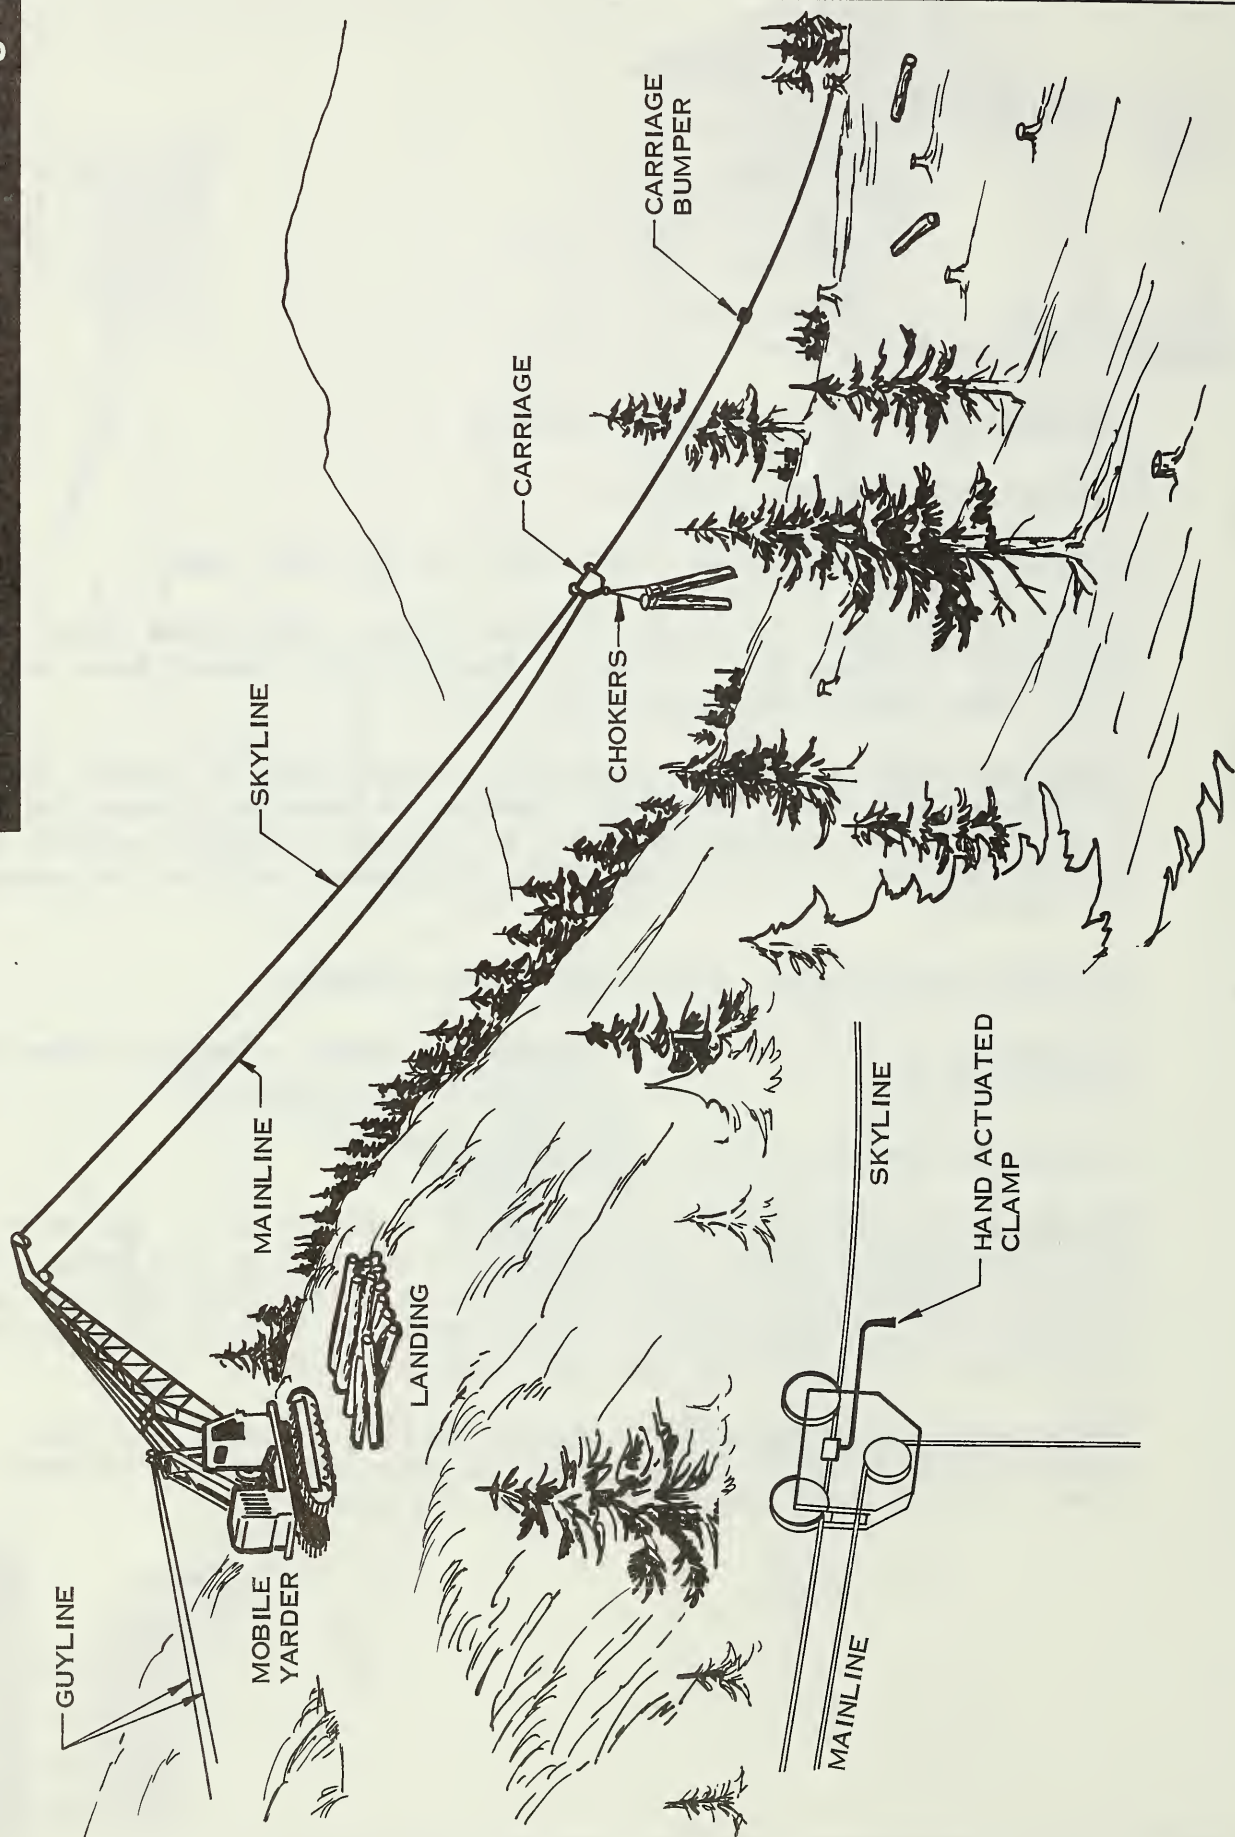 GUYLINE
MOBILE
YARDER
MAINLINE
SKYLINE
CARRIAGE
CARRIAGE
BUMPER
CHOKERS
LANDING
SKYLINE
HAND ACTUATED
CLAMP
MAINLINE